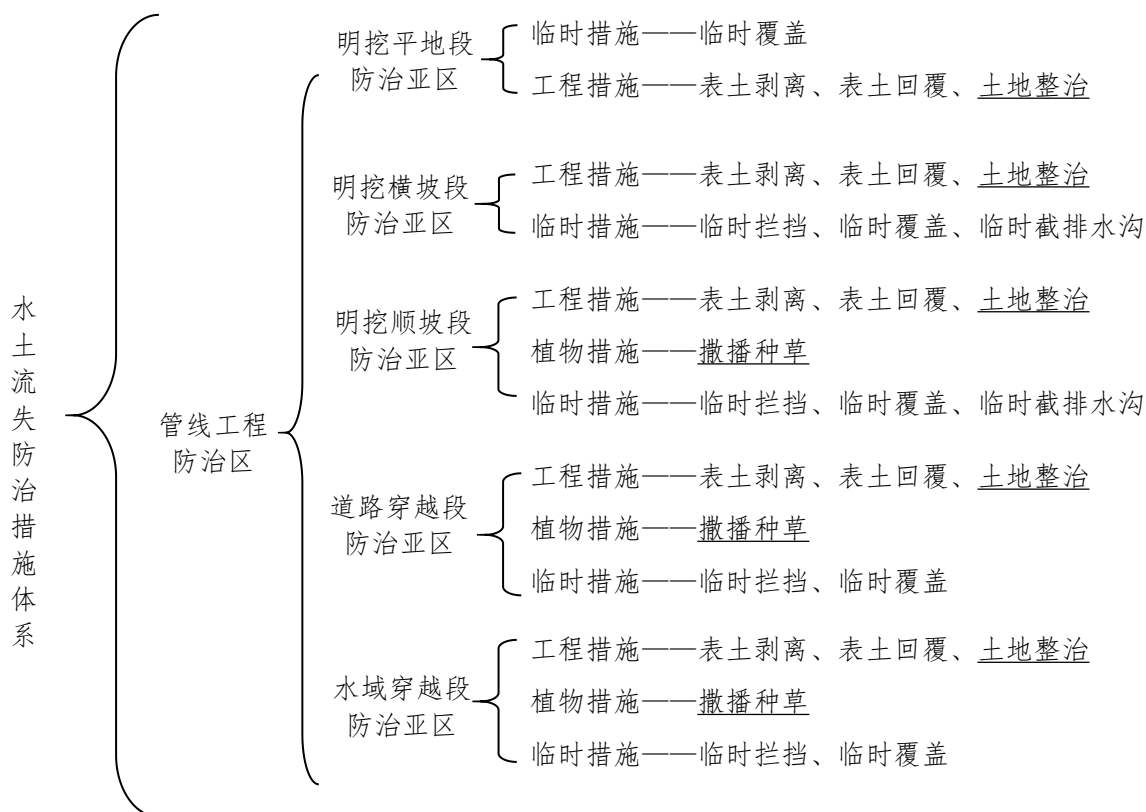 水土流失防治措施体系
管线工程
防治区
明挖平地段
防治亚区
临时措施——临时覆盖
工程措施——表土剥离、表土回覆、土地整治
明挖横坡段
防治亚区
工程措施——表土剥离、表土回覆、土地整治
临时措施——临时拦挡、临时覆盖、临时截排水沟
明挖顺坡段
防治亚区
工程措施——表土剥离、表土回覆、土地整治
植物措施——撒播种草
临时措施——临时拦挡、临时覆盖、临时截排水沟
道路穿越段
防治亚区
工程措施——表土剥离、表土回覆、土地整治
植物措施——撒播种草
临时措施——临时拦挡、临时覆盖
水域穿越段
防治亚区
工程措施——表土剥离、表土回覆、土地整治
植物措施——撒播种草
临时措施——临时拦挡、临时覆盖